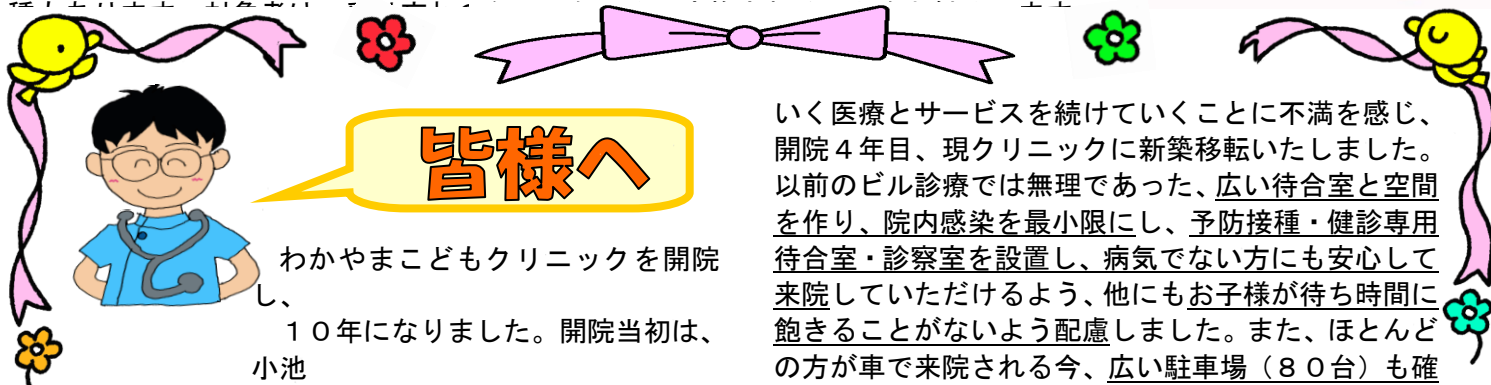 皆様へ
わかやまこどもクリニックを開院
し、
１０年になりました。開院当初は、
小池
いく医療とサービスを続けていくことに不満を感じ、
開院４年目、現クリニックに新築移転いたしました。
以前のビル診療では無理であった、広い待合室と空間
を作り、院内感染を最小限にし、予防接種・健診専用
待合室・診察室を設置し、病気でない方にも安心して
来院していただけるよう、他にもお子様が待ち時間に
飽きることがないよう配慮しました。また、ほとんど
の方が車で来院される今、広い駐車場（８０台）も確